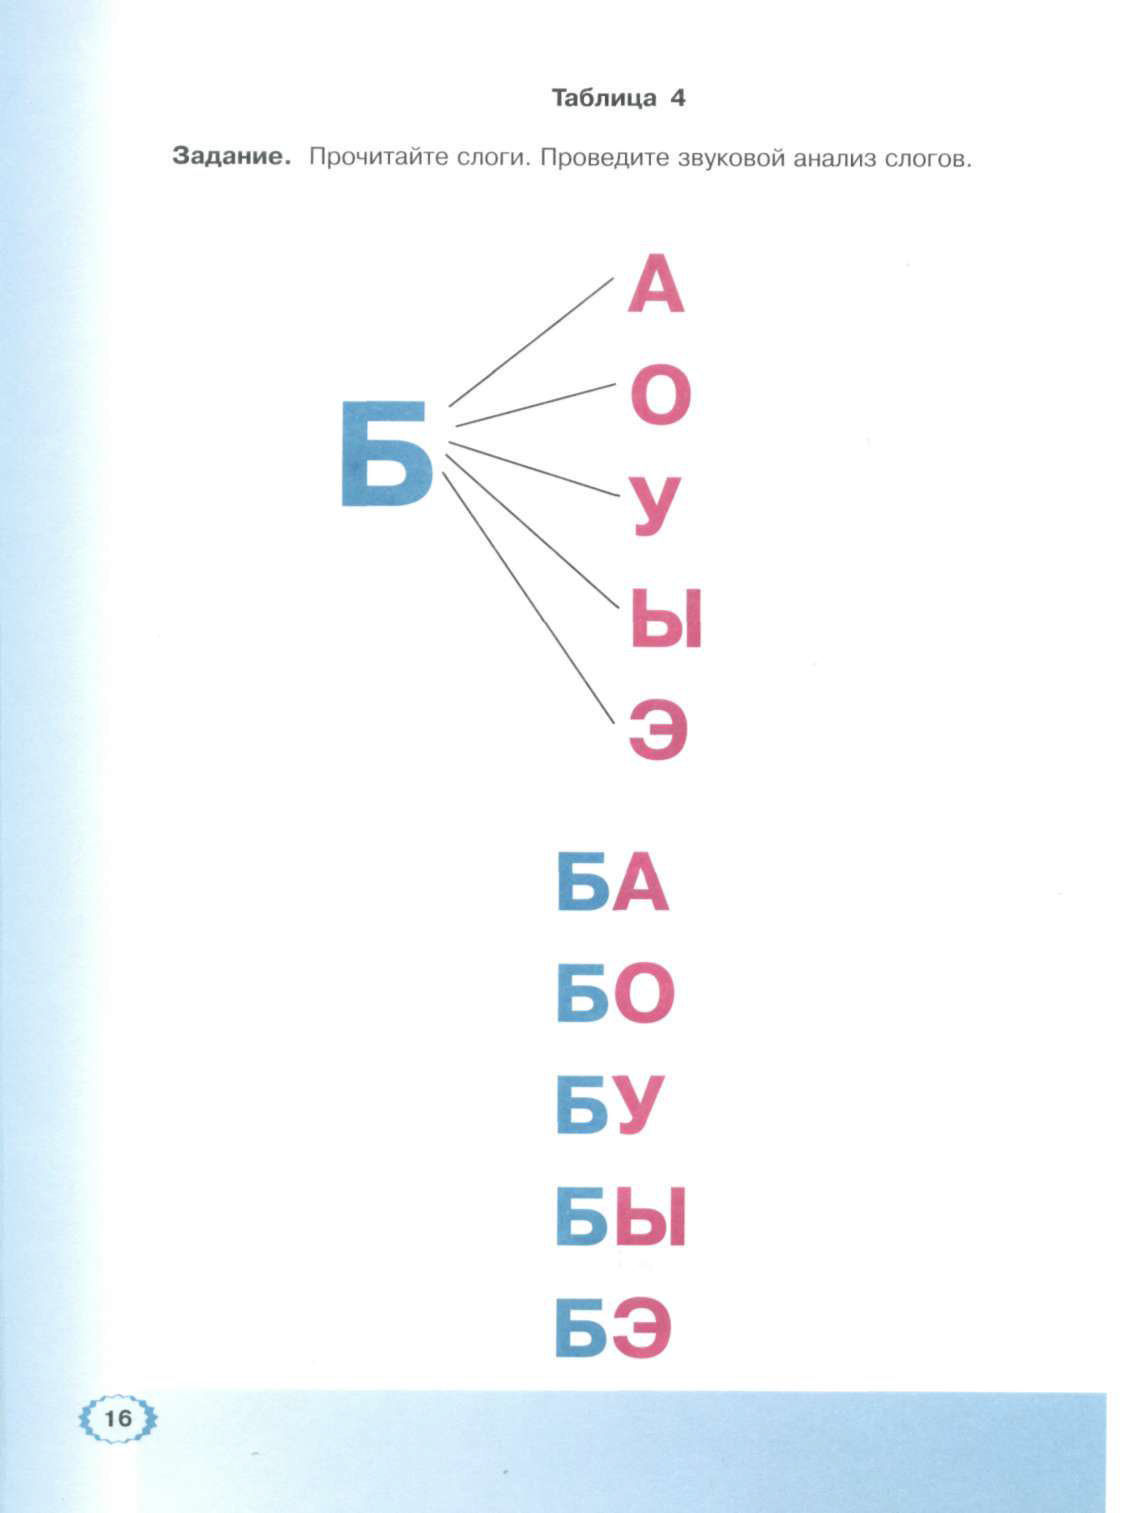 Таблица 4
Задание. Прочитайте слоги. Проведите звуковой анализ слогов.
А
О
Б
У
Ы
Э
БА
БО
БУ
БЫ
БЭ
16